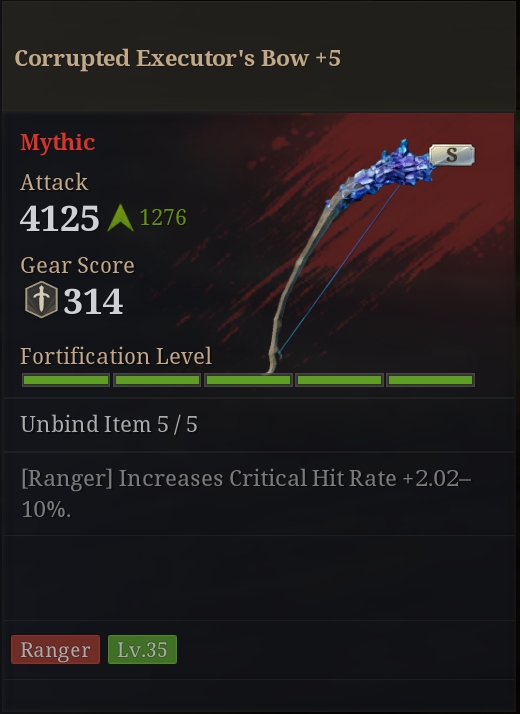 Corrupted Executor's Bow +5
Mythic
S
Attack
4125 1276
Gear Score
314
Fortification Level
Unbind Item 5 / 5
[Ranger] Increases Critical Hit Rate +2.02–
10%.
Ranger Lv.35